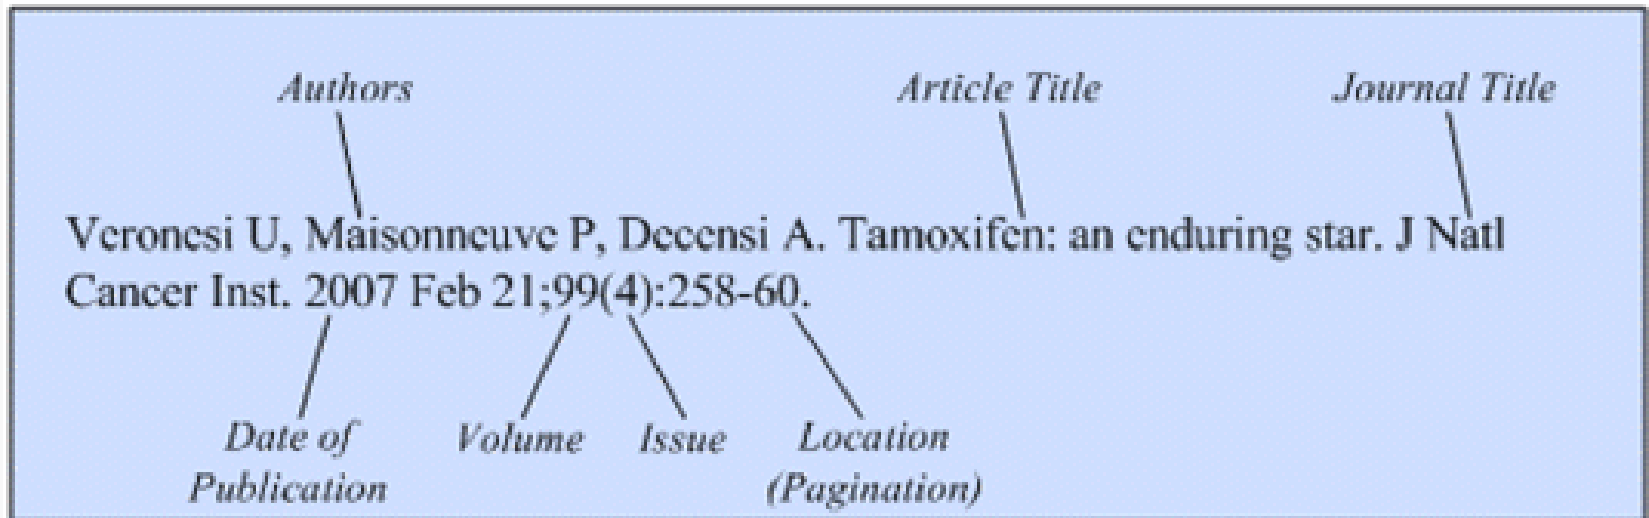 Authors Article Title Journal Title
Veronesi U, Maisonneuve P, Decensi A. Tamoxifen: an enduring star. J Natl
Cancer Inst. 2007 Feb 21;99(4):258-60.
Date of Volume Issue Location
Publication (Pagination)